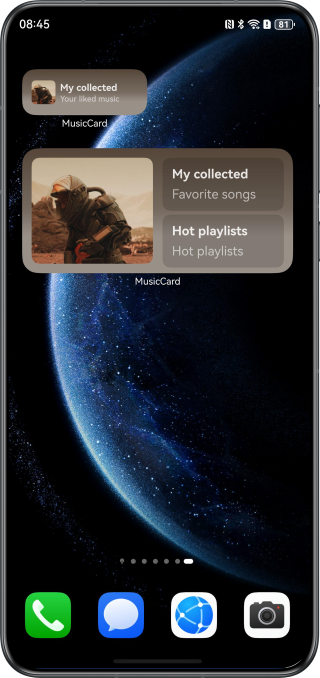 08:45
81
My collected
Your liked music
MusicCard
My collected
Favorite songs
Hot playlists
Hot playlists
MusicCard